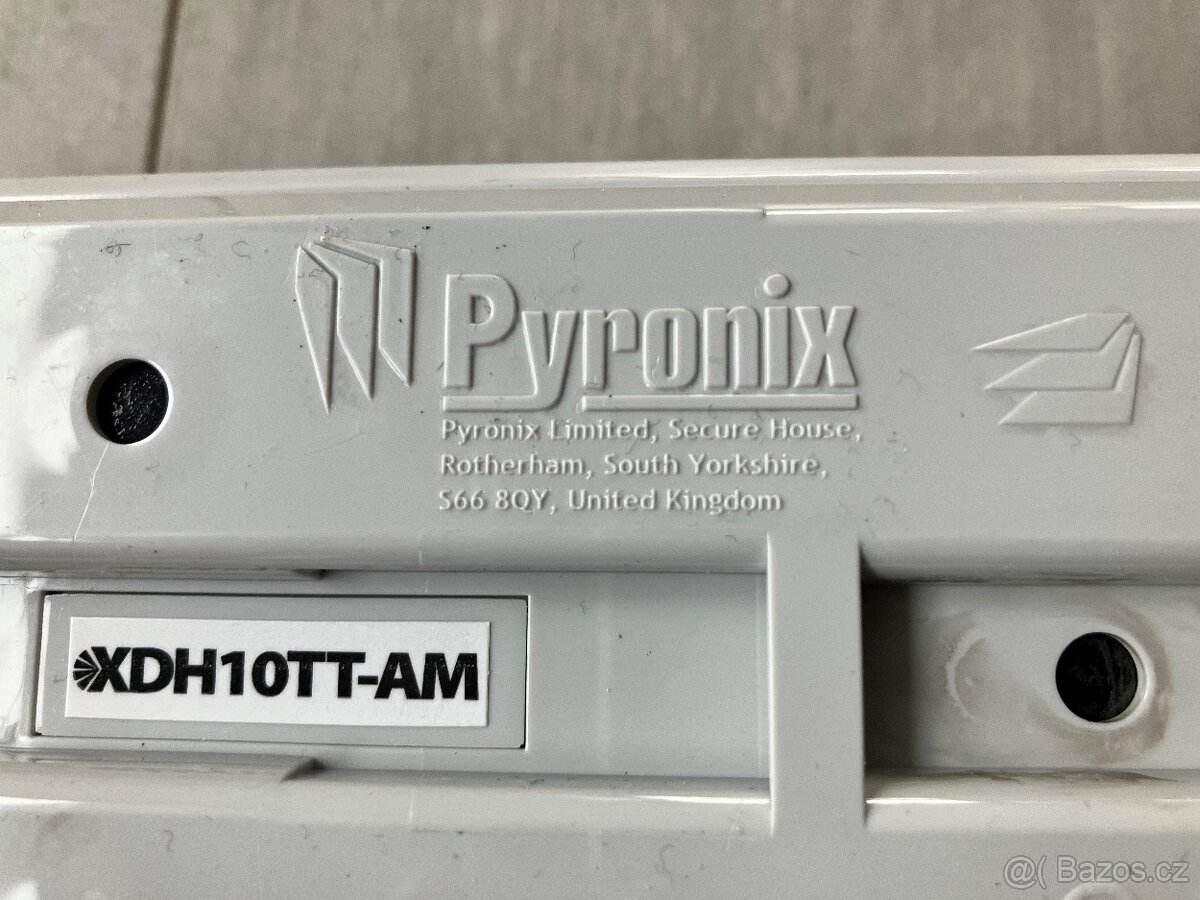 Pyronix
Pyronix Limited, Secure House,
Rotherham, South Yorkshire,
S66 8QY, United Kingdom
XDH10TT-AM
@( Bazos.cz